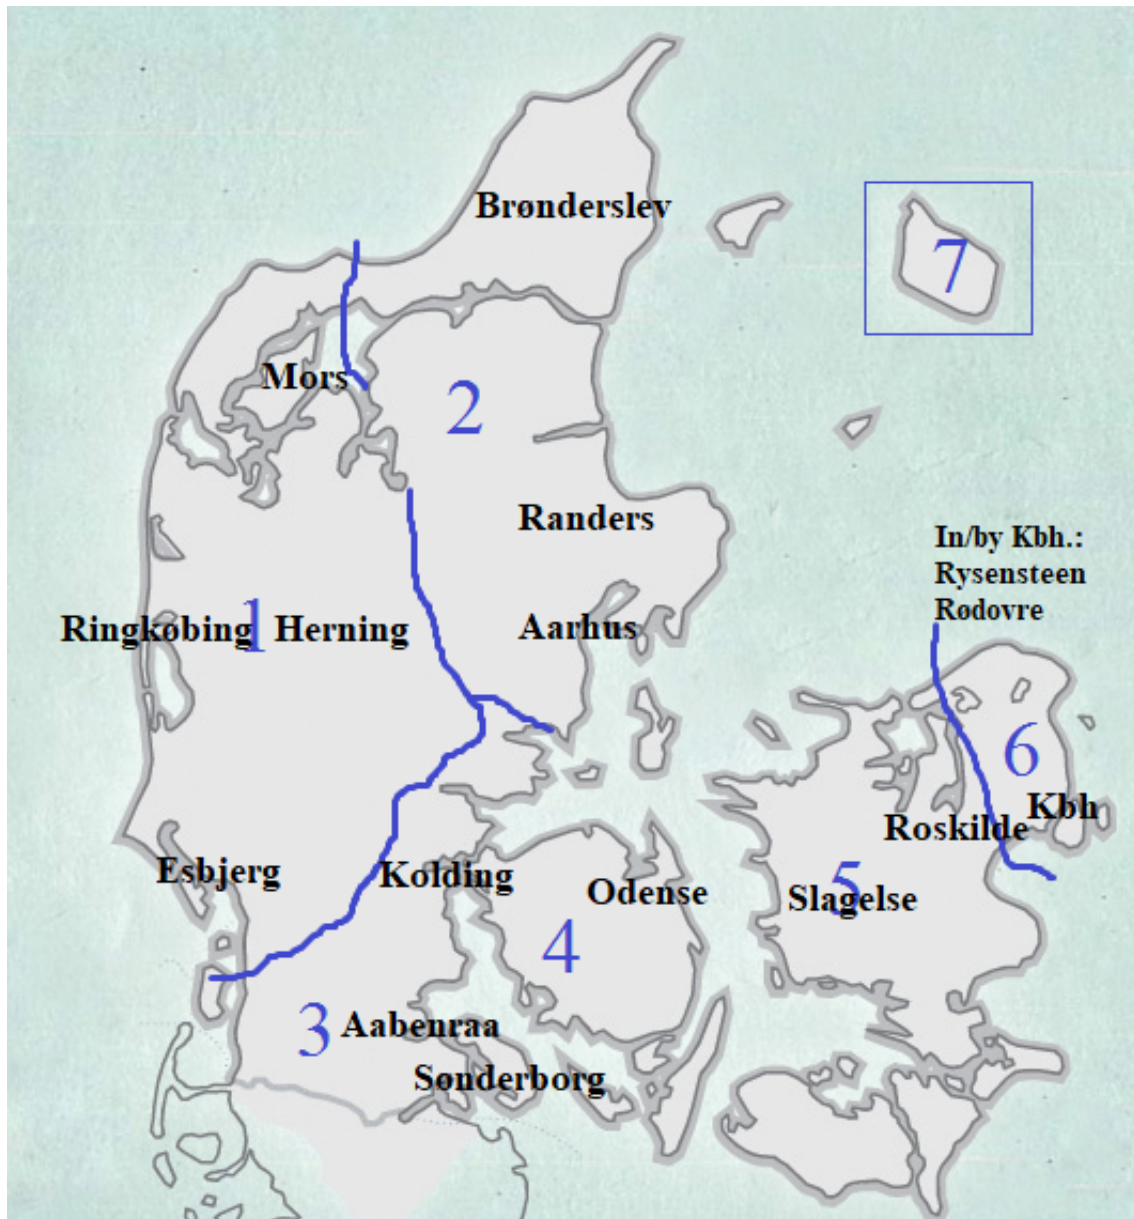 Brønderslev
7
Mors
2
Randers
In/by Kbh.:
Rysensteen
Rødovre
Ringkøbing 1 Herning
Aarhus
6
Kbh
Roskilde
Esbjerg
Kolding
Odense
5
Slagelse
4
3
Aabenraa
Sønderborg